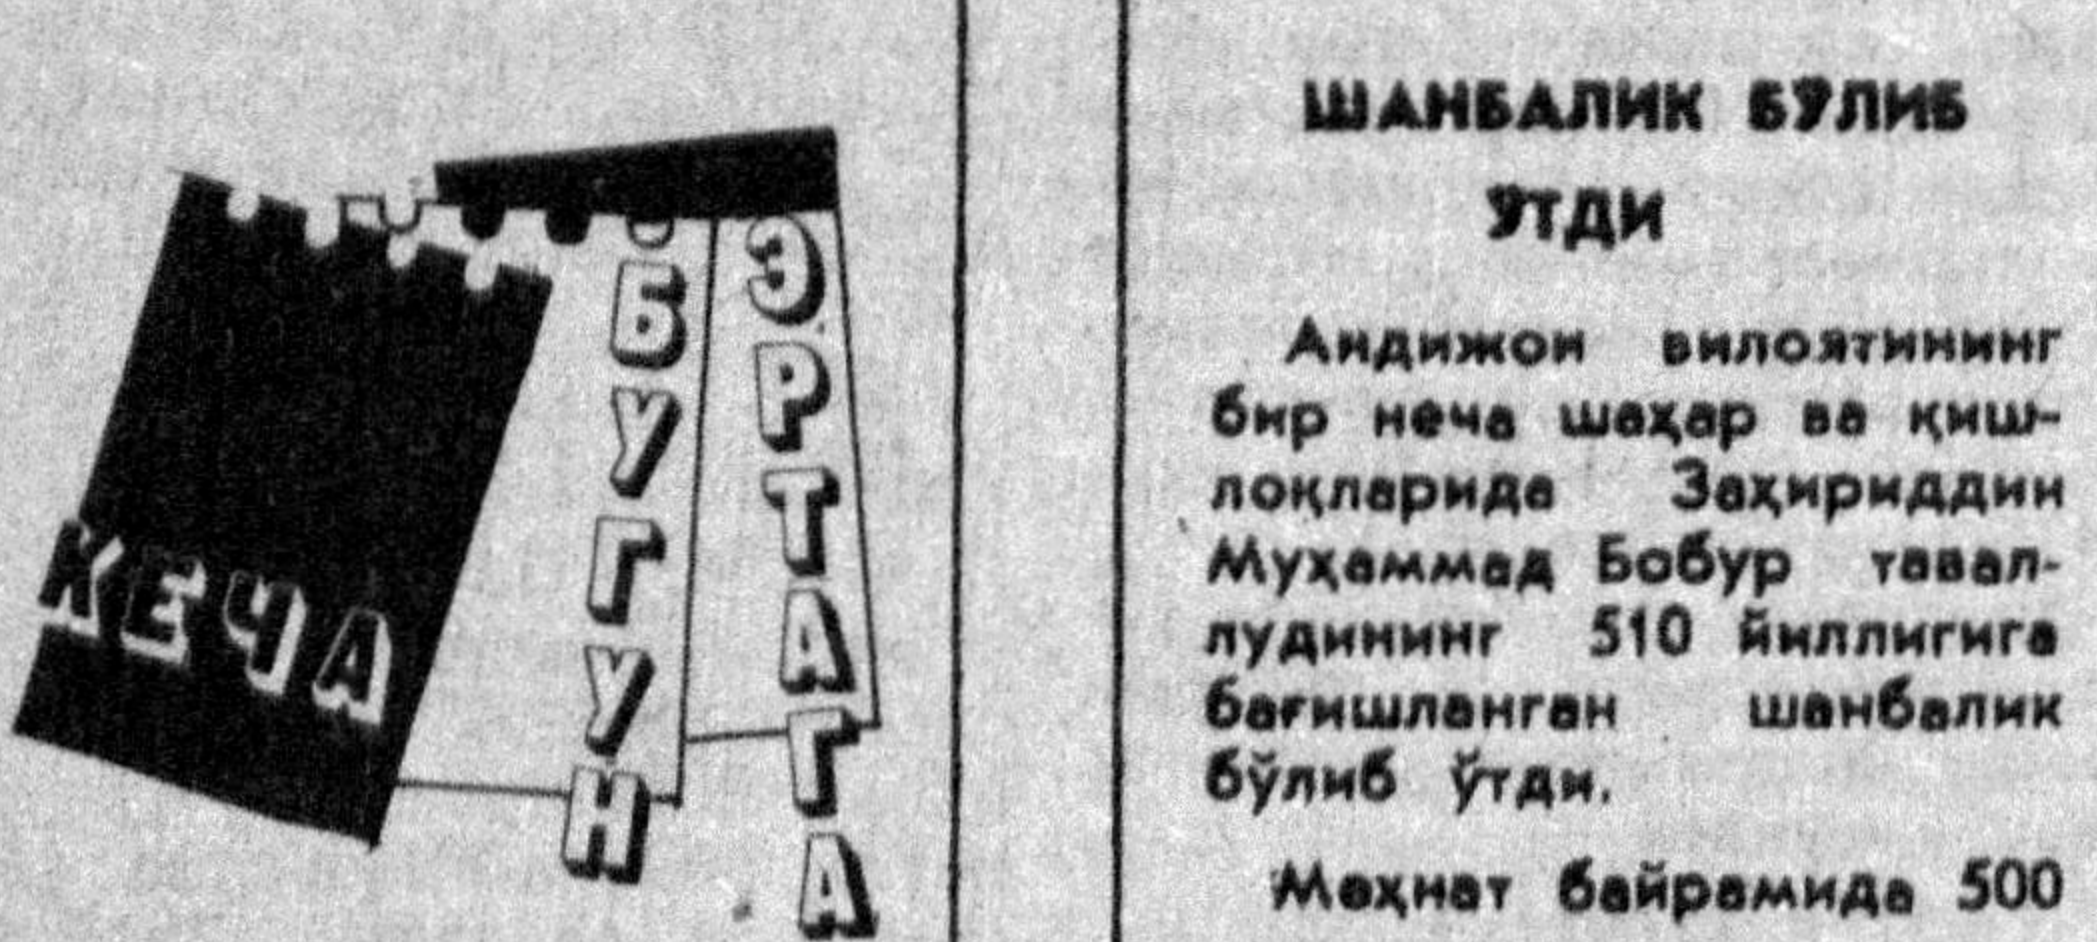 КЕЧА
БУГУН
ЭРТАГА
ШАНБАЛИК БЎЛИБ
ЎТДИ
Андижон вилоятининг
бир неча шаҳар ва қиш-
лоқларида Заҳириддин
Муҳаммад Бобур тавал-
лудининг 510 йиллигига
бағишланган шанбалик
бўлиб ўтди.
Меҳнат байрамида 500